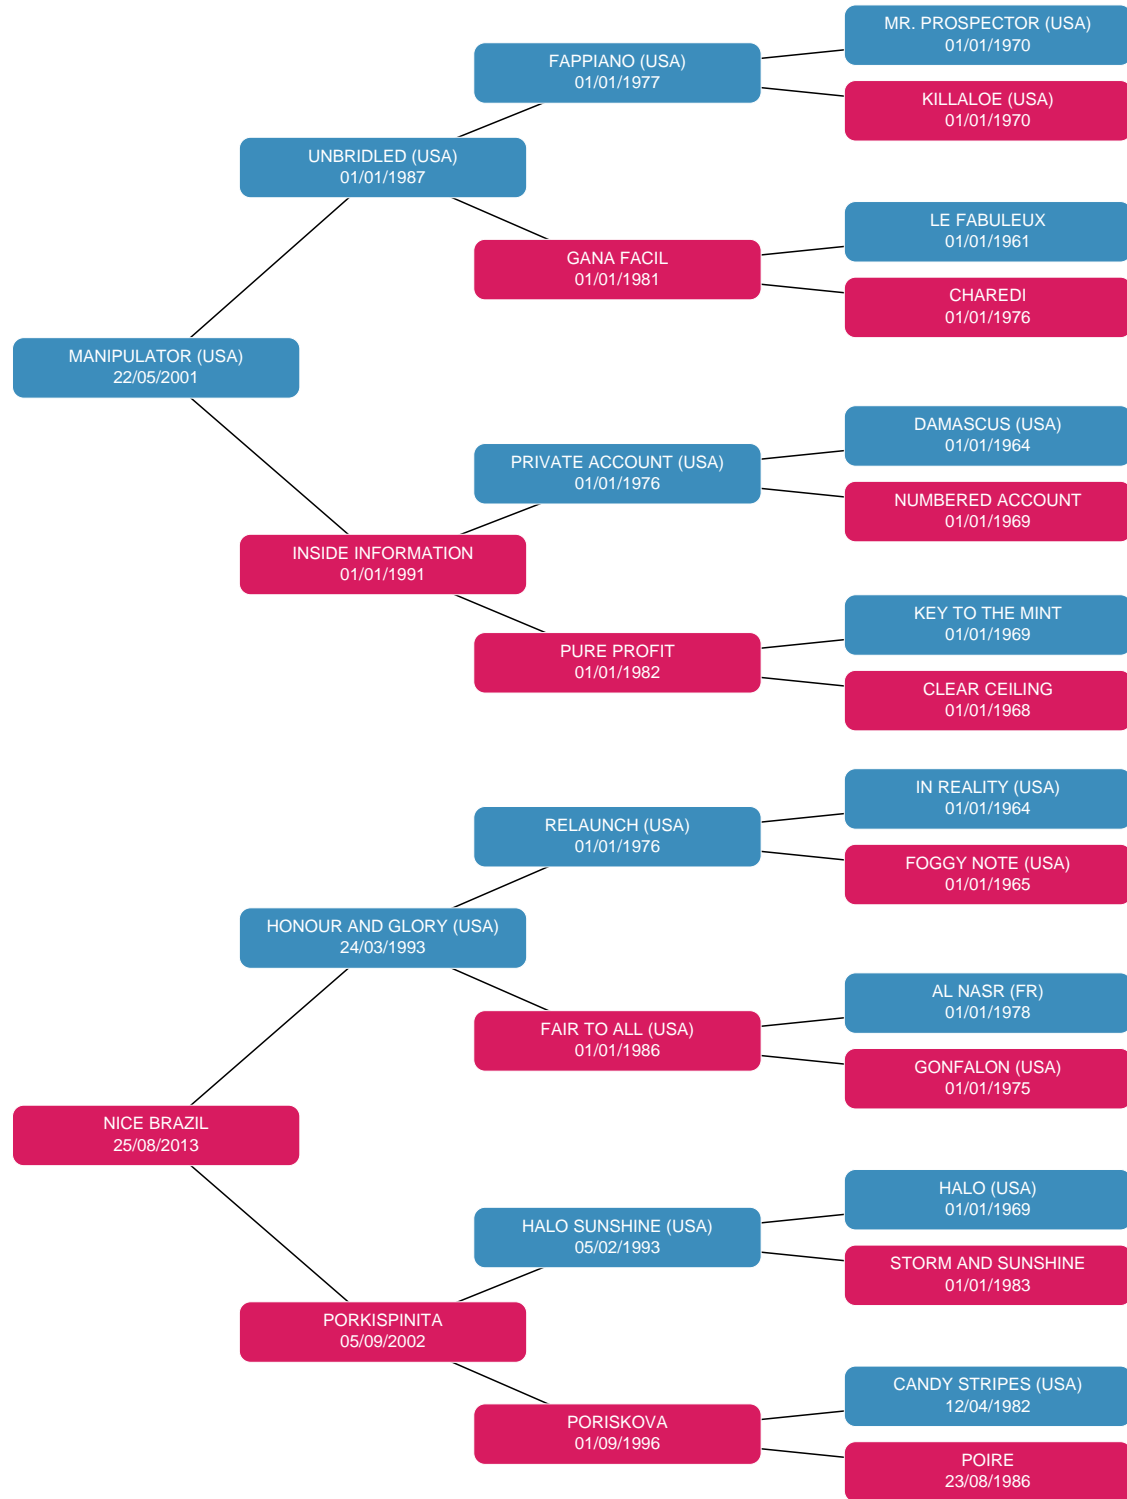 MR. PROSPECTOR (USA)
01/01/1970
FAPPIANO (USA)
01/01/1977
KILLALOE (USA)
01/01/1970
UNBRIDLED (USA)
01/01/1987
LE FABULEUX
01/01/1961
GANA FACIL
01/01/1981
CHAREDI
01/01/1976
MANIPULATOR (USA)
22/05/2001
DAMASCUS (USA)
01/01/1964
PRIVATE ACCOUNT (USA)
01/01/1976
NUMBERED ACCOUNT
01/01/1969
INSIDE INFORMATION
01/01/1991
KEY TO THE MINT
01/01/1969
PURE PROFIT
01/01/1982
CLEAR CEILING
01/01/1968
IN REALITY (USA)
01/01/1964
RELAUNCH (USA)
01/01/1976
FOGGY NOTE (USA)
01/01/1965
HONOUR AND GLORY (USA)
24/03/1993
AL NASR (FR)
01/01/1978
FAIR TO ALL (USA)
01/01/1986
GONFALON (USA)
01/01/1975
NICE BRAZIL
25/08/2013
HALO (USA)
01/01/1969
HALO SUNSHINE (USA)
05/02/1993
STORM AND SUNSHINE
01/01/1983
PORKISPINITA
05/09/2002
CANDY STRIPES (USA)
12/04/1982
PORISKOVA
01/09/1996
POIRE
23/08/1986